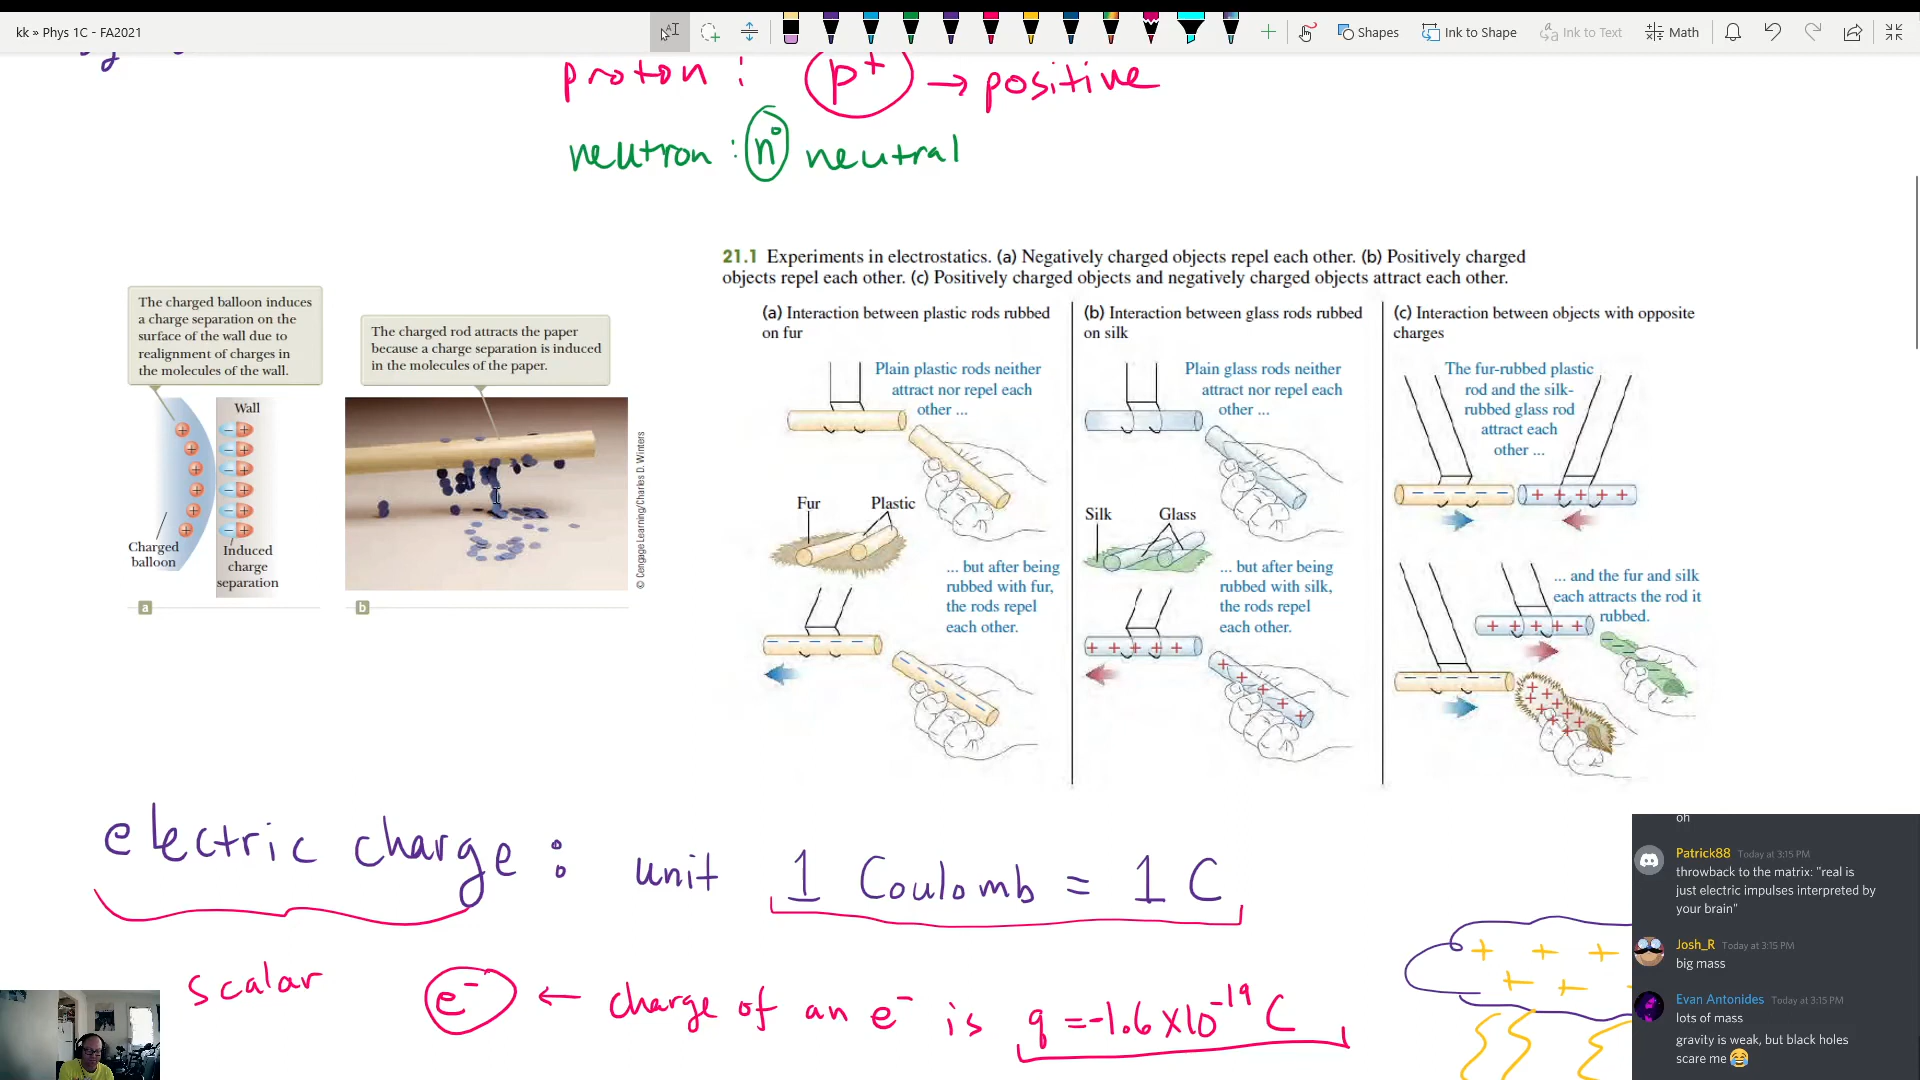 kk » Phys 1C - FA2021
Shapes
Ink to Shape
Ink to Text
Math
proton : p+ → positive
neutron : n° neutral
21.1 Experiments in electrostatics. (a) Negatively charged objects repel each other. (b) Positively charged
objects repel each other. (c) Positively charged objects and negatively charged objects attract each other.
The charged balloon induces
a charge separation on the
surface of the wall due to
realignment of charges in
the molecules of the wall.
Wall
Charged
balloon
Induced
charge
separation
a
The charged rod attracts the paper
because a charge separation is induced
in the molecules of the paper.
© Cengage Learning/Charles D. Winters
b
(a) Interaction between plastic rods rubbed
on fur
Plain plastic rods neither
attract nor repel each
other ...
Fur
Plastic
... but after being
rubbed with fur,
the rods repel
each other.
(b) Interaction between glass rods rubbed
on silk
Plain glass rods neither
attract nor repel each
other ...
Silk
Glass
... but after being
rubbed with silk,
the rods repel
each other.
(c) Interaction between objects with opposite
charges
The fur-rubbed plastic
rod and the silk-
rubbed glass rod
attract each
other ...
... and the fur and silk
each attracts the rod it
rubbed.
electric charge : unit 1 Coulomb = 1 C
scalar e⁻ ← charge of an e⁻ is q = -1.6 x 10⁻¹⁹ C
oh
Patrick88 Today at 3:15 PM
throwback to the matrix: "real is
just electric impulses interpreted by
your brain"
Josh_R Today at 3:15 PM
big mass
Evan Antonides Today at 3:15 PM
lots of mass
gravity is weak, but black holes
scare me 😂